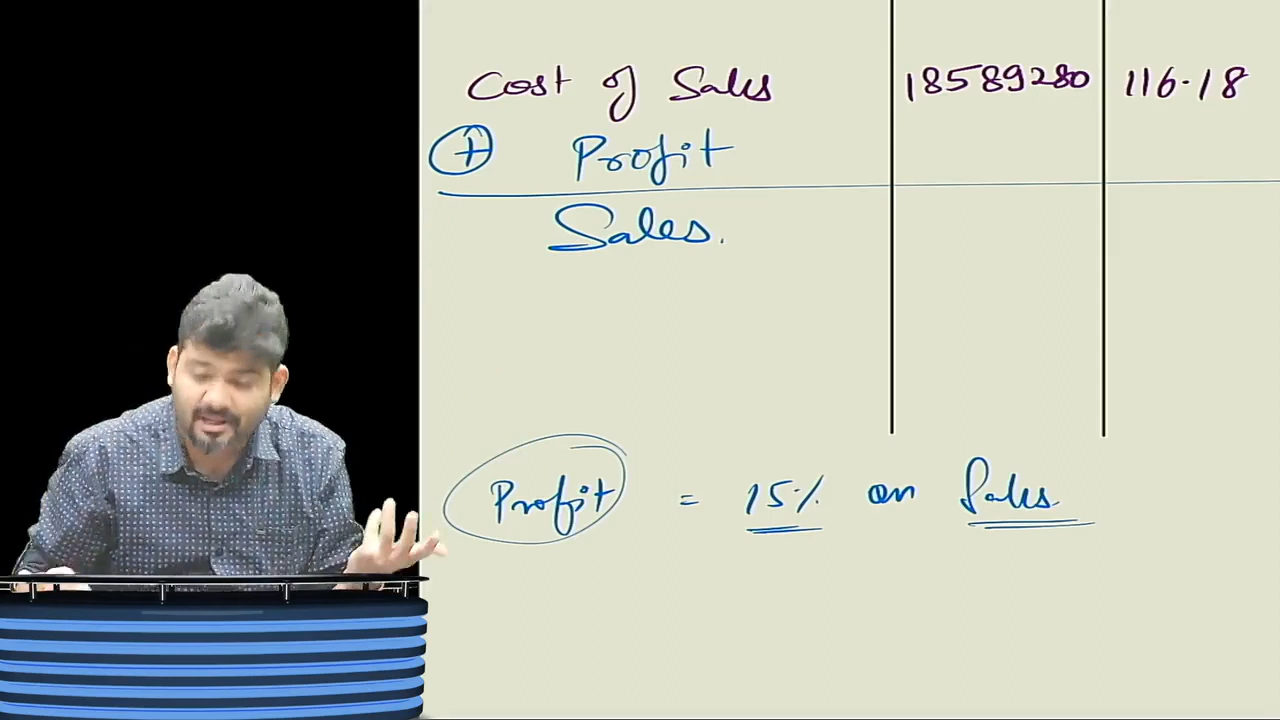 Cost of Sales 18589280 116.18
+ Profit
Sales.
Profit = 15% on Sales